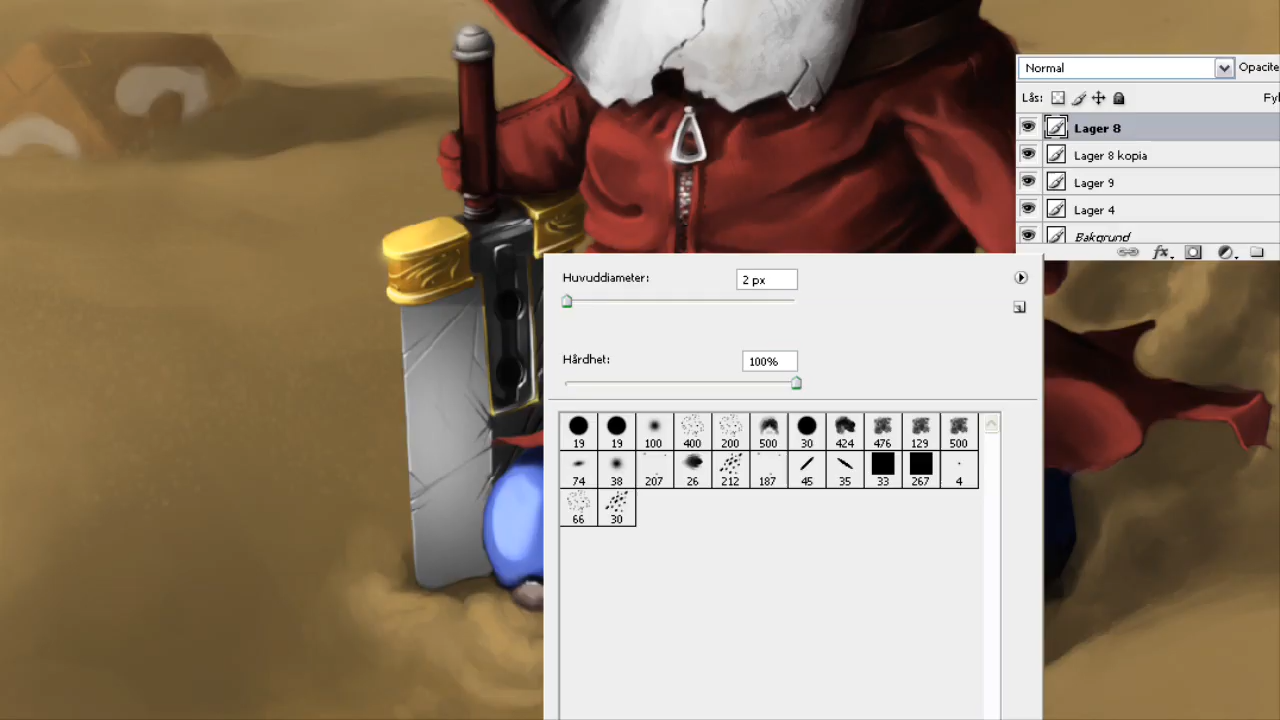 Normal
Opacite
Lås:
Fyl
Lager 8
Lager 8 kopia
Lager 9
Lager 4
Bakgrund
fx
Huvuddiameter:
2 px
Hårdhet:
100%
19 19 100 400 200 500 30 424 476 129 500
74 38 207 26 212 187 45 35 33 267 4
66 30